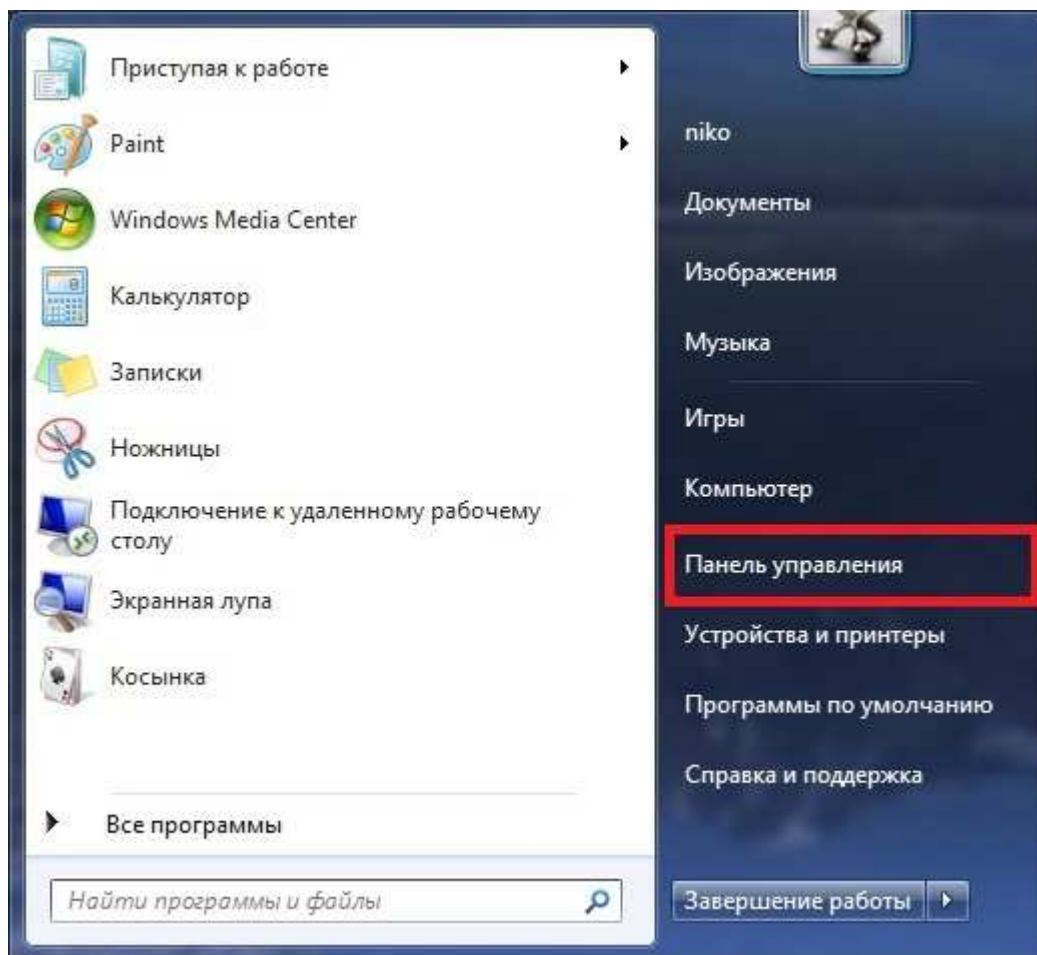 Приступая к работе
Paint
Windows Media Center
Калькулятор
Записки
Ножницы
Подключение к удаленному рабочему
столу
Экранная лупа
Косынка
Все программы
Найти программы и файлы
niko
Документы
Изображения
Музыка
Игры
Компьютер
Панель управления
Устройства и принтеры
Программы по умолчанию
Справка и поддержка
Завершение работы